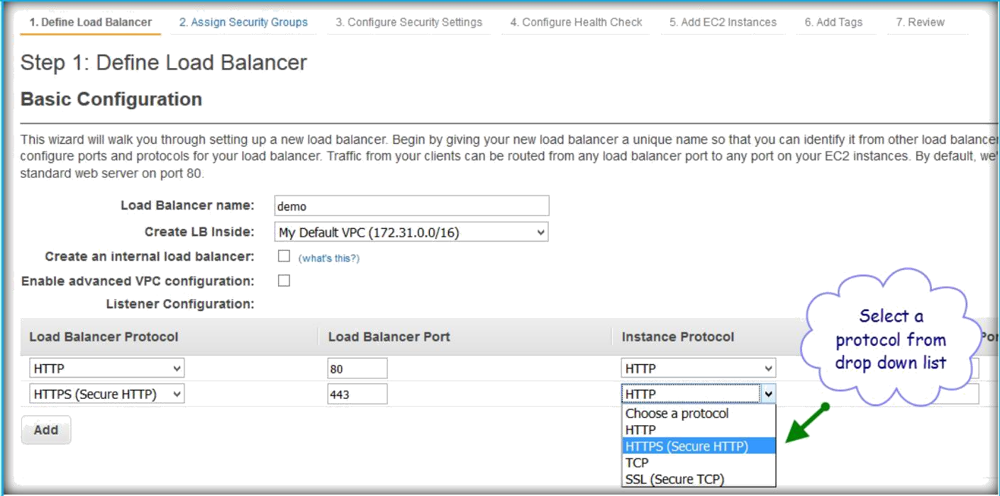 1. Define Load Balancer 2. Assign Security Groups 3. Configure Security Settings 4. Configure Health Check 5. Add EC2 Instances 6. Add Tags 7. Review
Step 1: Define Load Balancer
Basic Configuration
This wizard will walk you through setting up a new load balancer. Begin by giving your new load balancer a unique name so that you can identify it from other load balancer
configure ports and protocols for your load balancer. Traffic from your clients can be routed from any load balancer port to any port on your EC2 instances. By default, we'
standard web server on port 80.
Load Balancer name: demo
Create LB Inside: My Default VPC (172.31.0.0/16)
Create an internal load balancer: (what's this?)
Enable advanced VPC configuration:
Listener Configuration:
Load Balancer Protocol Load Balancer Port Instance Protocol
HTTP 80 HTTP
HTTPS (Secure HTTP) 443 HTTP
Choose a protocol
HTTP
HTTPS (Secure HTTP)
TCP
SSL (Secure TCP)
Add
Select a
protocol from
drop down list